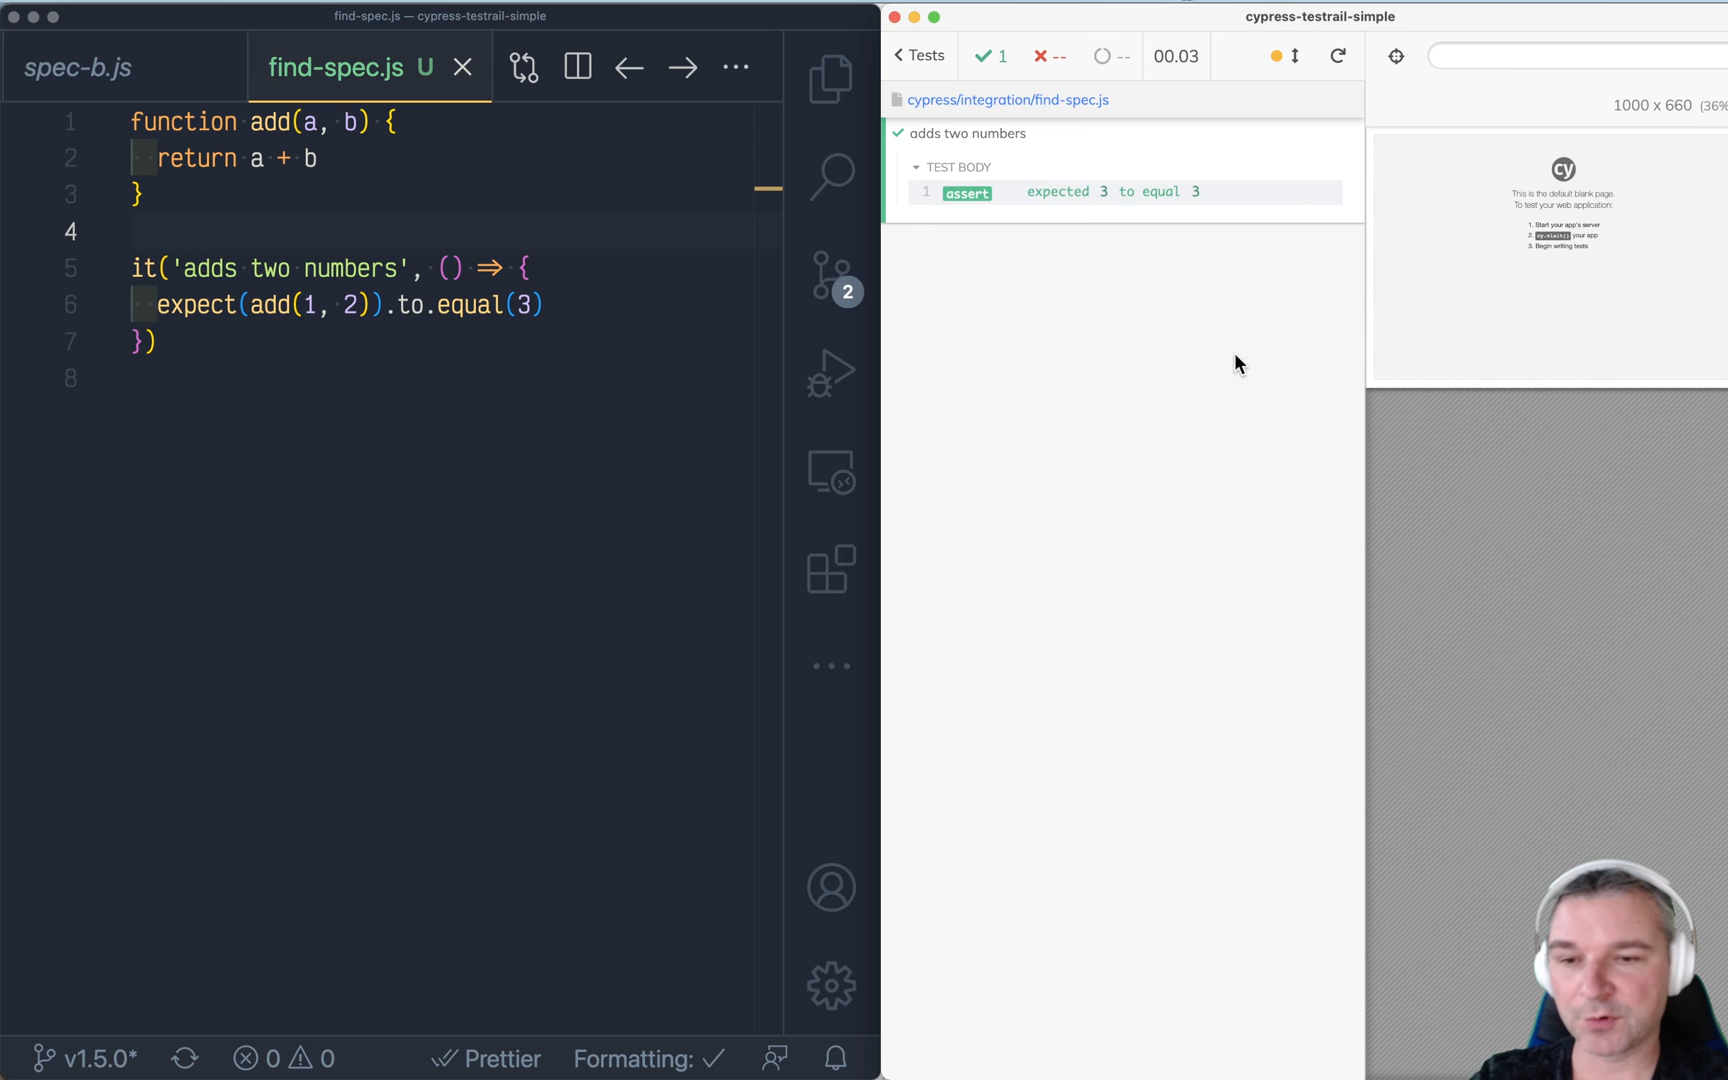 find-spec.js — cypress-testrail-simple
spec-b.js
find-spec.js U
1 function add(a, b) {
2 return a + b
3 }
4
5 it('adds two numbers', () => {
6 expect(add(1, 2)).to.equal(3)
7 })
8
2
v1.5.0*
0 0
Prettier
Formatting:
cypress-testrail-simple
Tests
1
--
--
00.03
cypress/integration/find-spec.js
1000 x 660 (36%
adds two numbers
TEST BODY
1 assert expected 3 to equal 3
cy
This is the default blank page.
To test your web application:
1. Start your app's server
2. cy.visit() your app
3. Begin writing tests